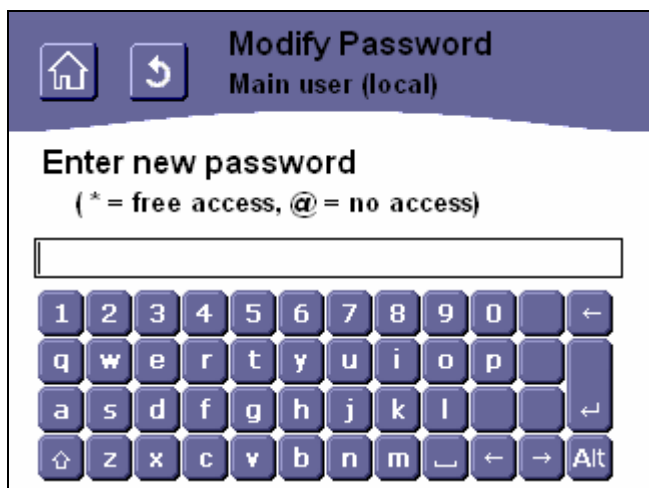 Modify Password
Main user (local)
Enter new password
(* = free access, @ = no access)
1 2 3 4 5 6 7 8 9 0 ←
q w e r t y u i o p
a s d f g h j k l ↵
⇧ z x c v b n m ⎵ ← → Alt